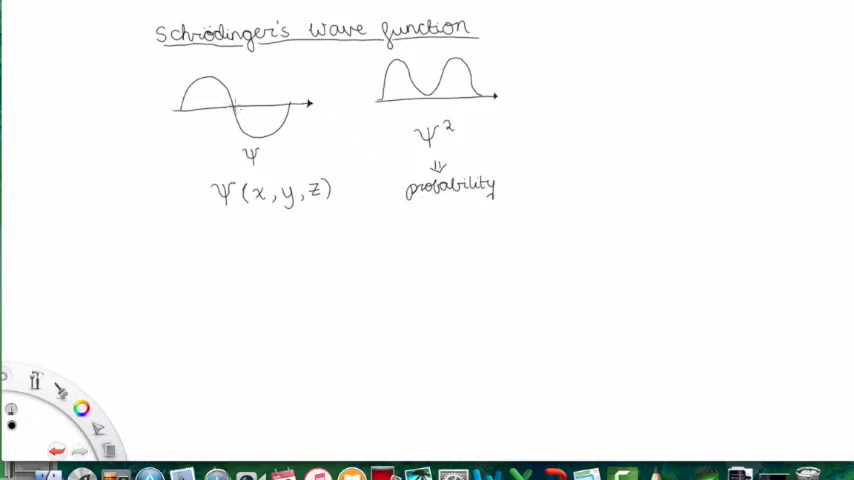 Schrödinger's wave function
ψ
ψ²
ψ(x, y, z)
⇓
probability